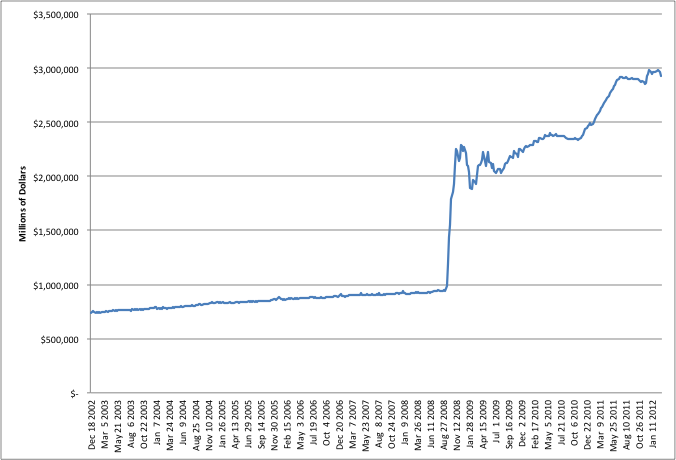 $3,500,000
$3,000,000
$2,500,000
$2,000,000
$1,500,000
$1,000,000
$500,000
$-
Millions of Dollars
Dec 18 2002
Mar 5 2003
May 21 2003
Aug 6 2003
Oct 22 2003
Jan 7 2004
Mar 24 2004
Jun 9 2004
Aug 25 2004
Nov 10 2004
Jan 26 2005
Apr 13 2005
Jun 29 2005
Sep 14 2005
Nov 30 2005
Feb 15 2006
May 3 2006
Jul 19 2006
Oct 4 2006
Dec 20 2006
Mar 7 2007
May 23 2007
Aug 8 2007
Oct 24 2007
Jan 9 2008
Mar 26 2008
Jun 11 2008
Aug 27 2008
Nov 12 2008
Jan 28 2009
Apr 15 2009
Jul 1 2009
Sep 16 2009
Dec 2 2009
Feb 17 2010
May 5 2010
Jul 21 2010
Oct 6 2010
Dec 22 2010
Mar 9 2011
May 25 2011
Aug 10 2011
Oct 26 2011
Jan 11 2012